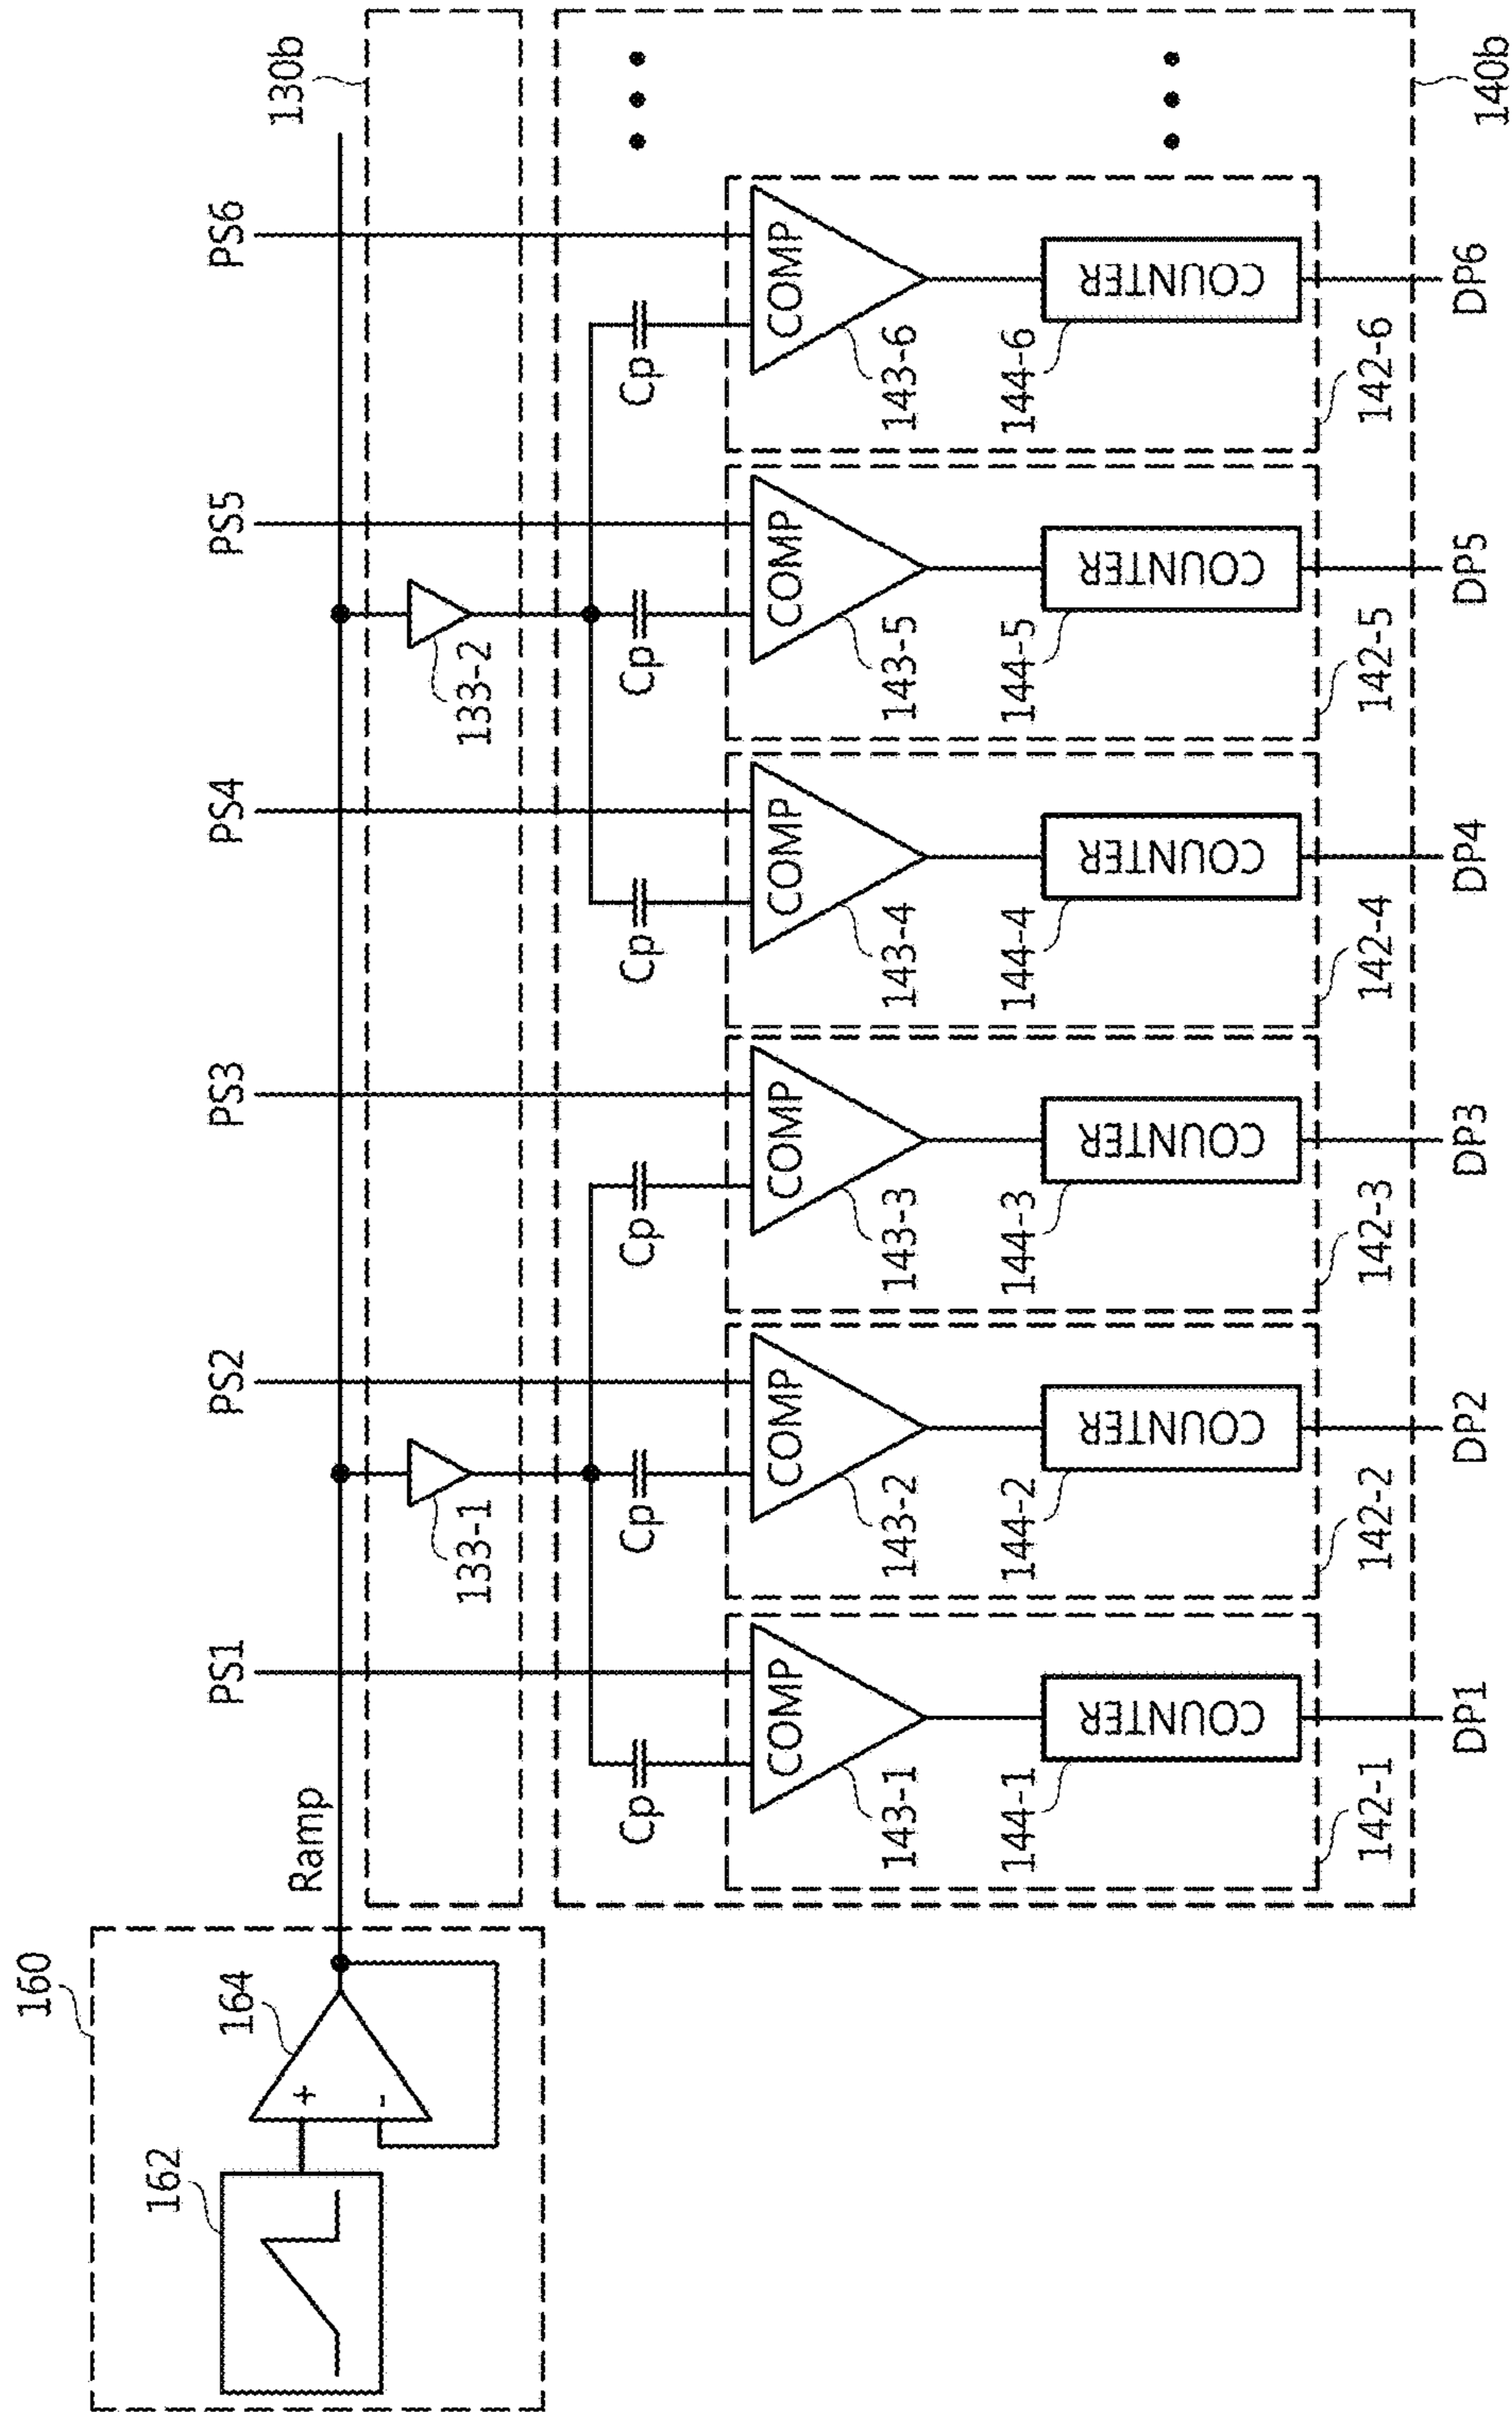 160
162
164
Ramp
130b
PS1
PS2
PS3
PS4
PS5
PS6
133-1
133-2
Cp
Cp
Cp
Cp
Cp
Cp
COMP
COMP
COMP
COMP
COMP
COMP
143-1
143-2
143-3
143-4
143-5
143-6
COUNTER
COUNTER
COUNTER
COUNTER
COUNTER
COUNTER
144-1
144-2
144-3
144-4
144-5
144-6
142-1
142-2
142-3
142-4
142-5
142-6
DP1
DP2
DP3
DP4
DP5
DP6
140b
+
-